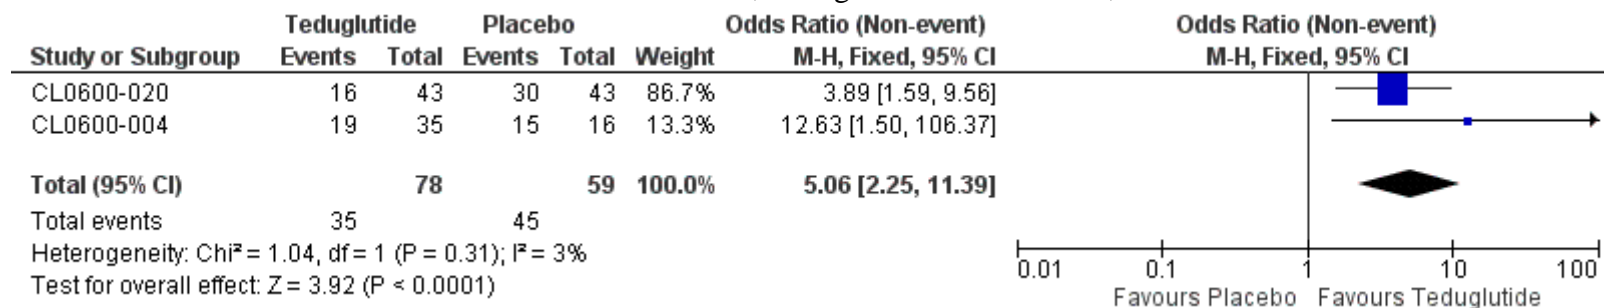 Teduglutide Placebo Odds Ratio (Non-event) Odds Ratio (Non-event)
Study or Subgroup Events Total Events Total Weight M-H, Fixed, 95% CI M-H, Fixed, 95% CI
CL0600-020 16 43 30 43 86.7% 3.89 [1.59, 9.56]
CL0600-004 19 35 15 16 13.3% 12.63 [1.50, 106.37]
Total (95% CI) 78 59 100.0% 5.06 [2.25, 11.39]
Total events 35 45
Heterogeneity: Chi² = 1.04, df = 1 (P = 0.31); I² = 3%
Test for overall effect: Z = 3.92 (P < 0.0001)
0.01 0.1 1 10 100
Favours Placebo Favours Teduglutide